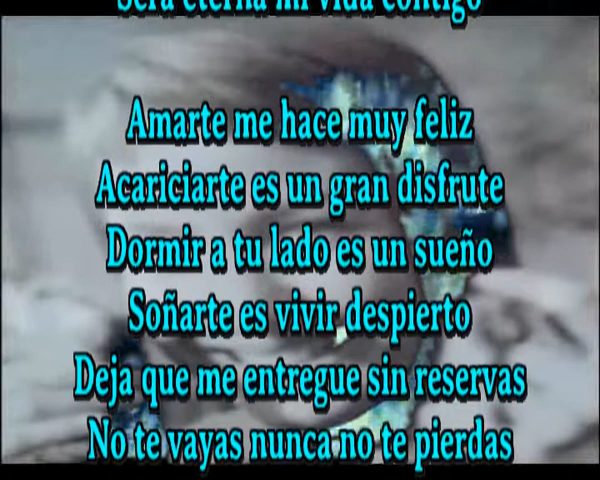 Será eterna mi vida contigo
Amarte me hace muy feliz
Acariciarte es un gran disfrute
Dormir a tu lado es un sueño
Soñarte es vivir despierto
Deja que me entregue sin reservas
No te vayas nunca no te pierdas